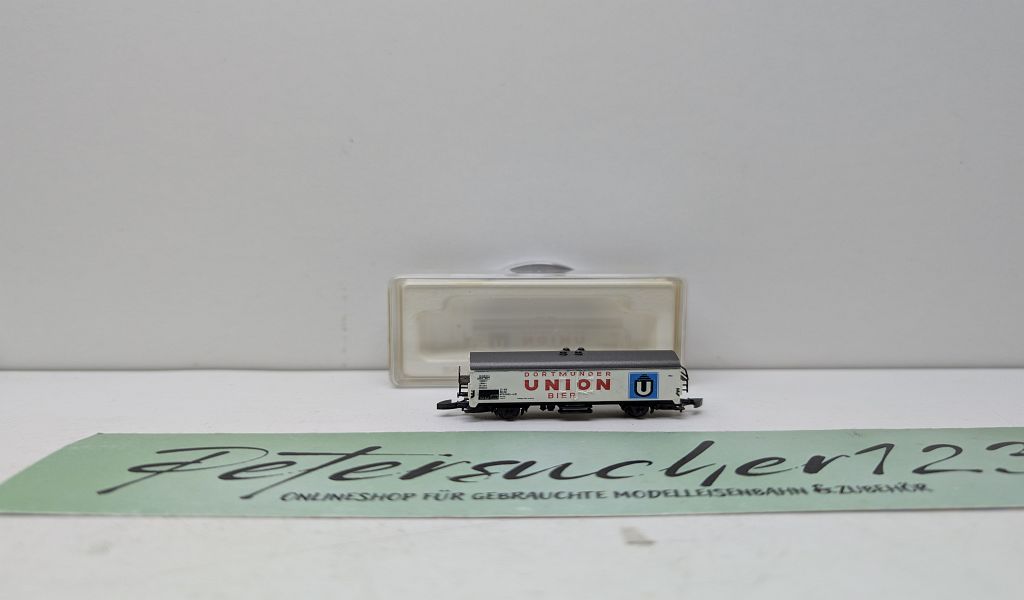 DORTMUNDER
UNION
BIER
U
Petersucher123
ONLINESHOP FÜR GEBRAUCHTE MODELLEISENBAHN & ZUBEHÖR